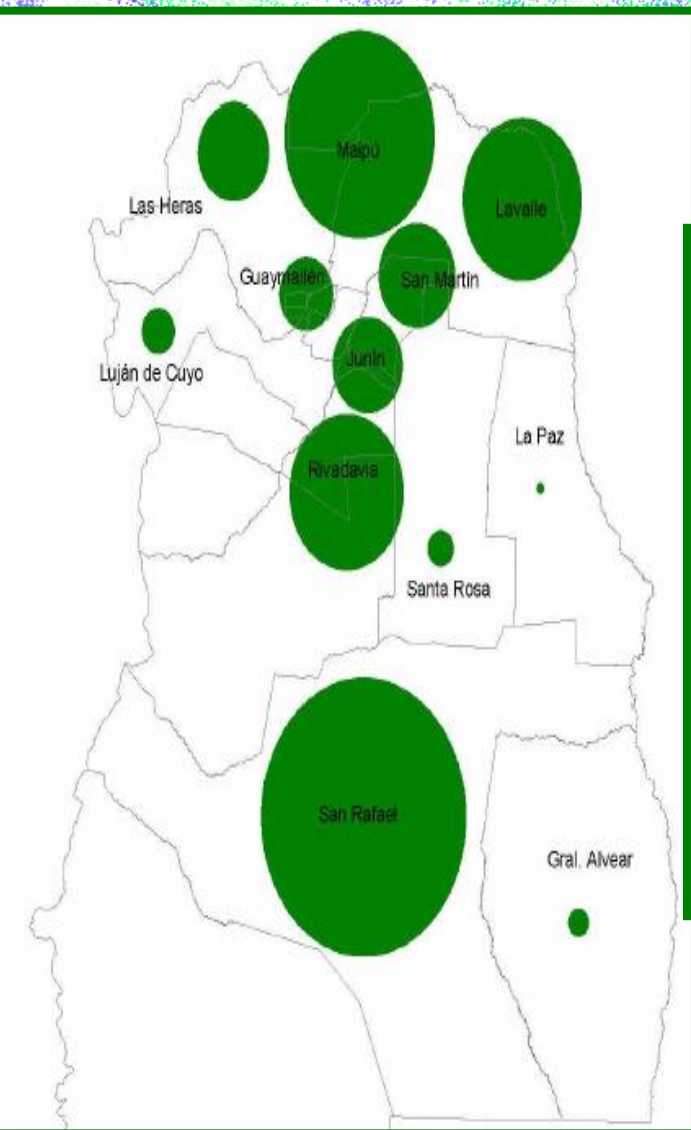 Maipú
Las Heras
Lavalle
Guaymallén
San Martín
Luján de Cuyo
Junín
La Paz
Rivadavia
Santa Rosa
San Rafael
Gral. Alvear